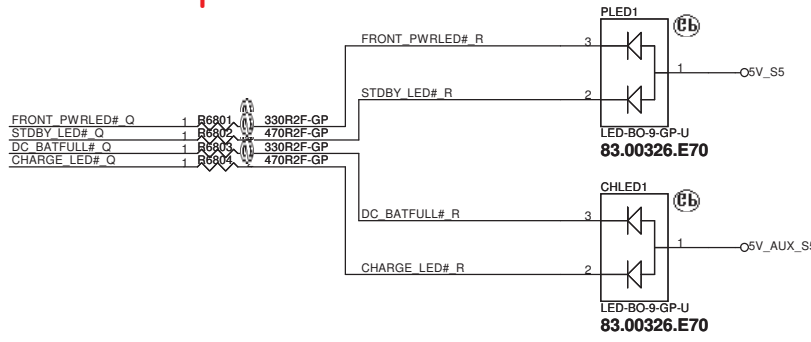 PLED1
FRONT_PWRLED#_R 3
1 5V_S5
STDBY_LED#_R 2
FRONT_PWRLED#_Q 1 R6801 330R2F-GP
STDBY_LED#_Q 1 R6802 470R2F-GP
DC_BATFULL#_Q 1 R6803 330R2F-GP
CHARGE_LED#_Q 1 R6804 470R2F-GP
LED-BO-9-GP-U
83.00326.E70
CHLED1
DC_BATFULL#_R 3
1 5V_AUX_S5
CHARGE_LED#_R 2
LED-BO-9-GP-U
83.00326.E70